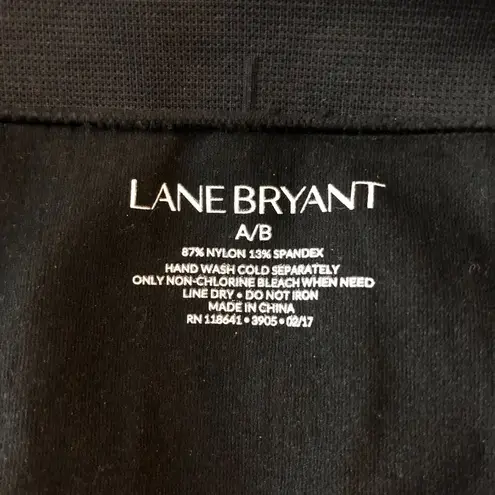 LANE BRYANT
A/B
87% NYLON 13% SPANDEX
HAND WASH COLD SEPARATELY
ONLY NON-CHLORINE BLEACH WHEN NEED
LINE DRY • DO NOT IRON
MADE IN CHINA
RN 118641 • 3905 • 02/17